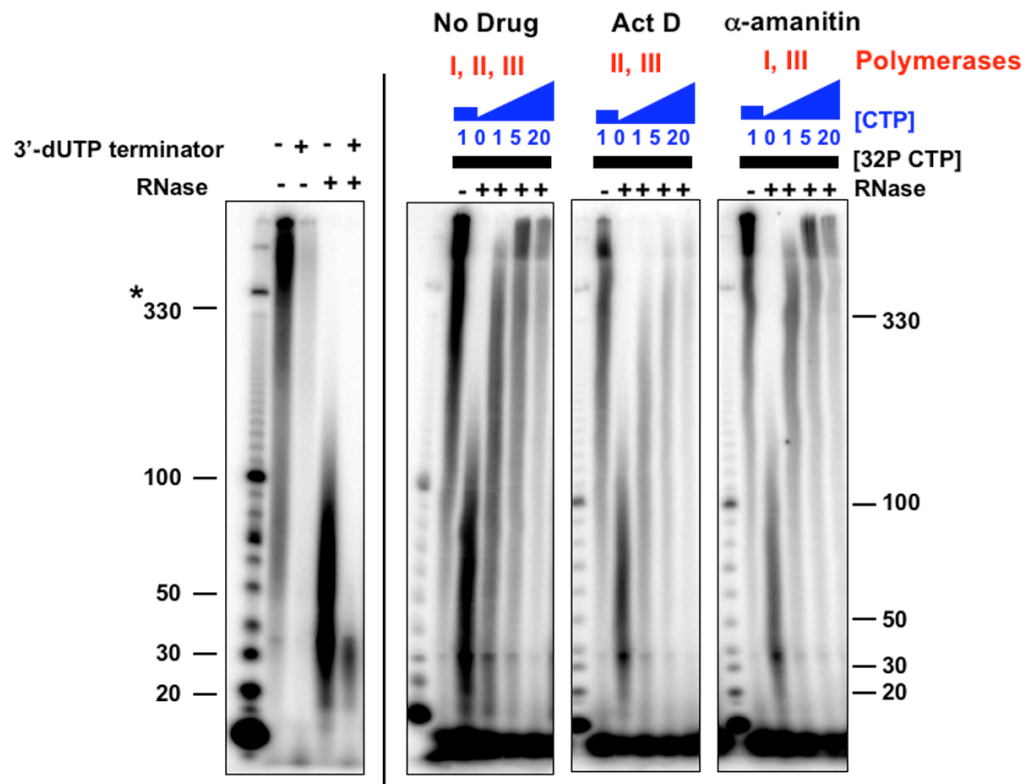 No Drug Act D α-amanitin
I, II, III II, III I, III Polymerases
[CTP]
1 0 1 5 20 1 0 1 5 20 1 0 1 5 20
3'-dUTP terminator - + - + [32P CTP]
RNase - - + + - + + + + - + + + + - + + + + RNase
*
330 330
100 100
50 50
30 30
20 20